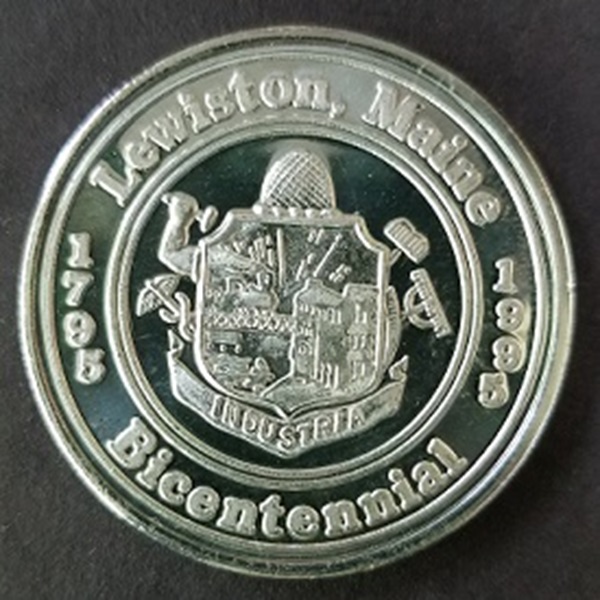 Lewiston, Maine
1795
1995
INDUSTRIA
Bicentennial